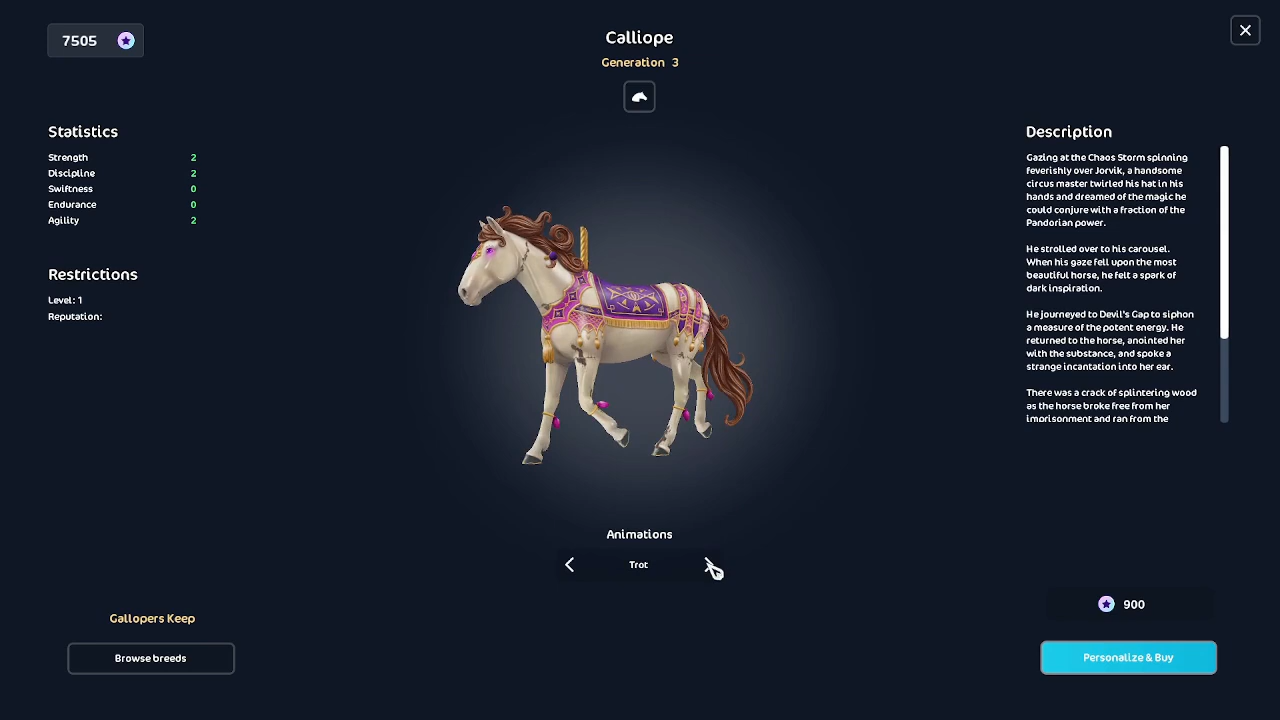 7505
Calliope
Generation 3
Statistics
Strength 2
Discipline 2
Swiftness 0
Endurance 0
Agility 2
Restrictions
Level: 1
Reputation:
Description
Gazing at the Chaos Storm spinning
feverishly over Jorvik, a handsome
circus master twirled his hat in his
hands and dreamed of the magic he
could conjure with a fraction of the
Pandorian power.
He strolled over to his carousel.
When his gaze fell upon the most
beautiful horse, he felt a spark of
dark inspiration.
He journeyed to Devil's Gap to siphon
a measure of the potent energy. He
returned to the horse, anointed her
with the substance, and spoke a
strange incantation into her ear.
There was a crack of splintering wood
as the horse broke free from her
imprisonment and ran from the
Animations
Trot
Gallopers Keep
Browse breeds
900
Personalize & Buy